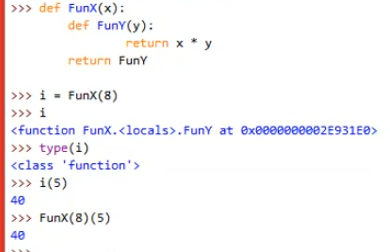 >>> def FunX(x):
        def FunY(y):
                return x * y
        return FunY

>>> i = FunX(8)
>>> i
<function FunX.<locals>.FunY at 0x0000000002E931E0>
>>> type(i)
<class 'function'>
>>> i(5)
40
>>> FunX(8)(5)
40